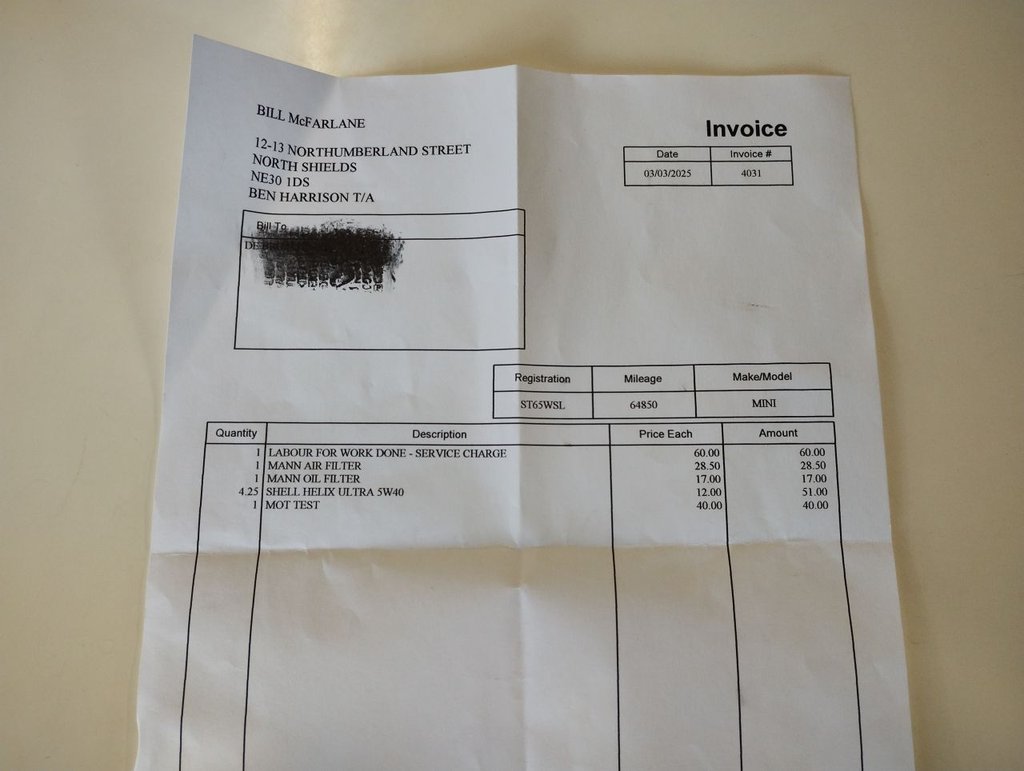 BILL McFARLANE
12-13 NORTHUMBERLAND STREET
NORTH SHIELDS
NE30 1DS
BEN HARRISON T/A
Invoice
Date Invoice #
03/03/2025 4031
Bill To
DE
Registration Mileage Make/Model
ST65WSL 64850 MINI
Quantity Description Price Each Amount
1 LABOUR FOR WORK DONE - SERVICE CHARGE 60.00 60.00
1 MANN AIR FILTER 28.50 28.50
1 MANN OIL FILTER 17.00 17.00
4.25 SHELL HELIX ULTRA 5W40 12.00 51.00
1 MOT TEST 40.00 40.00